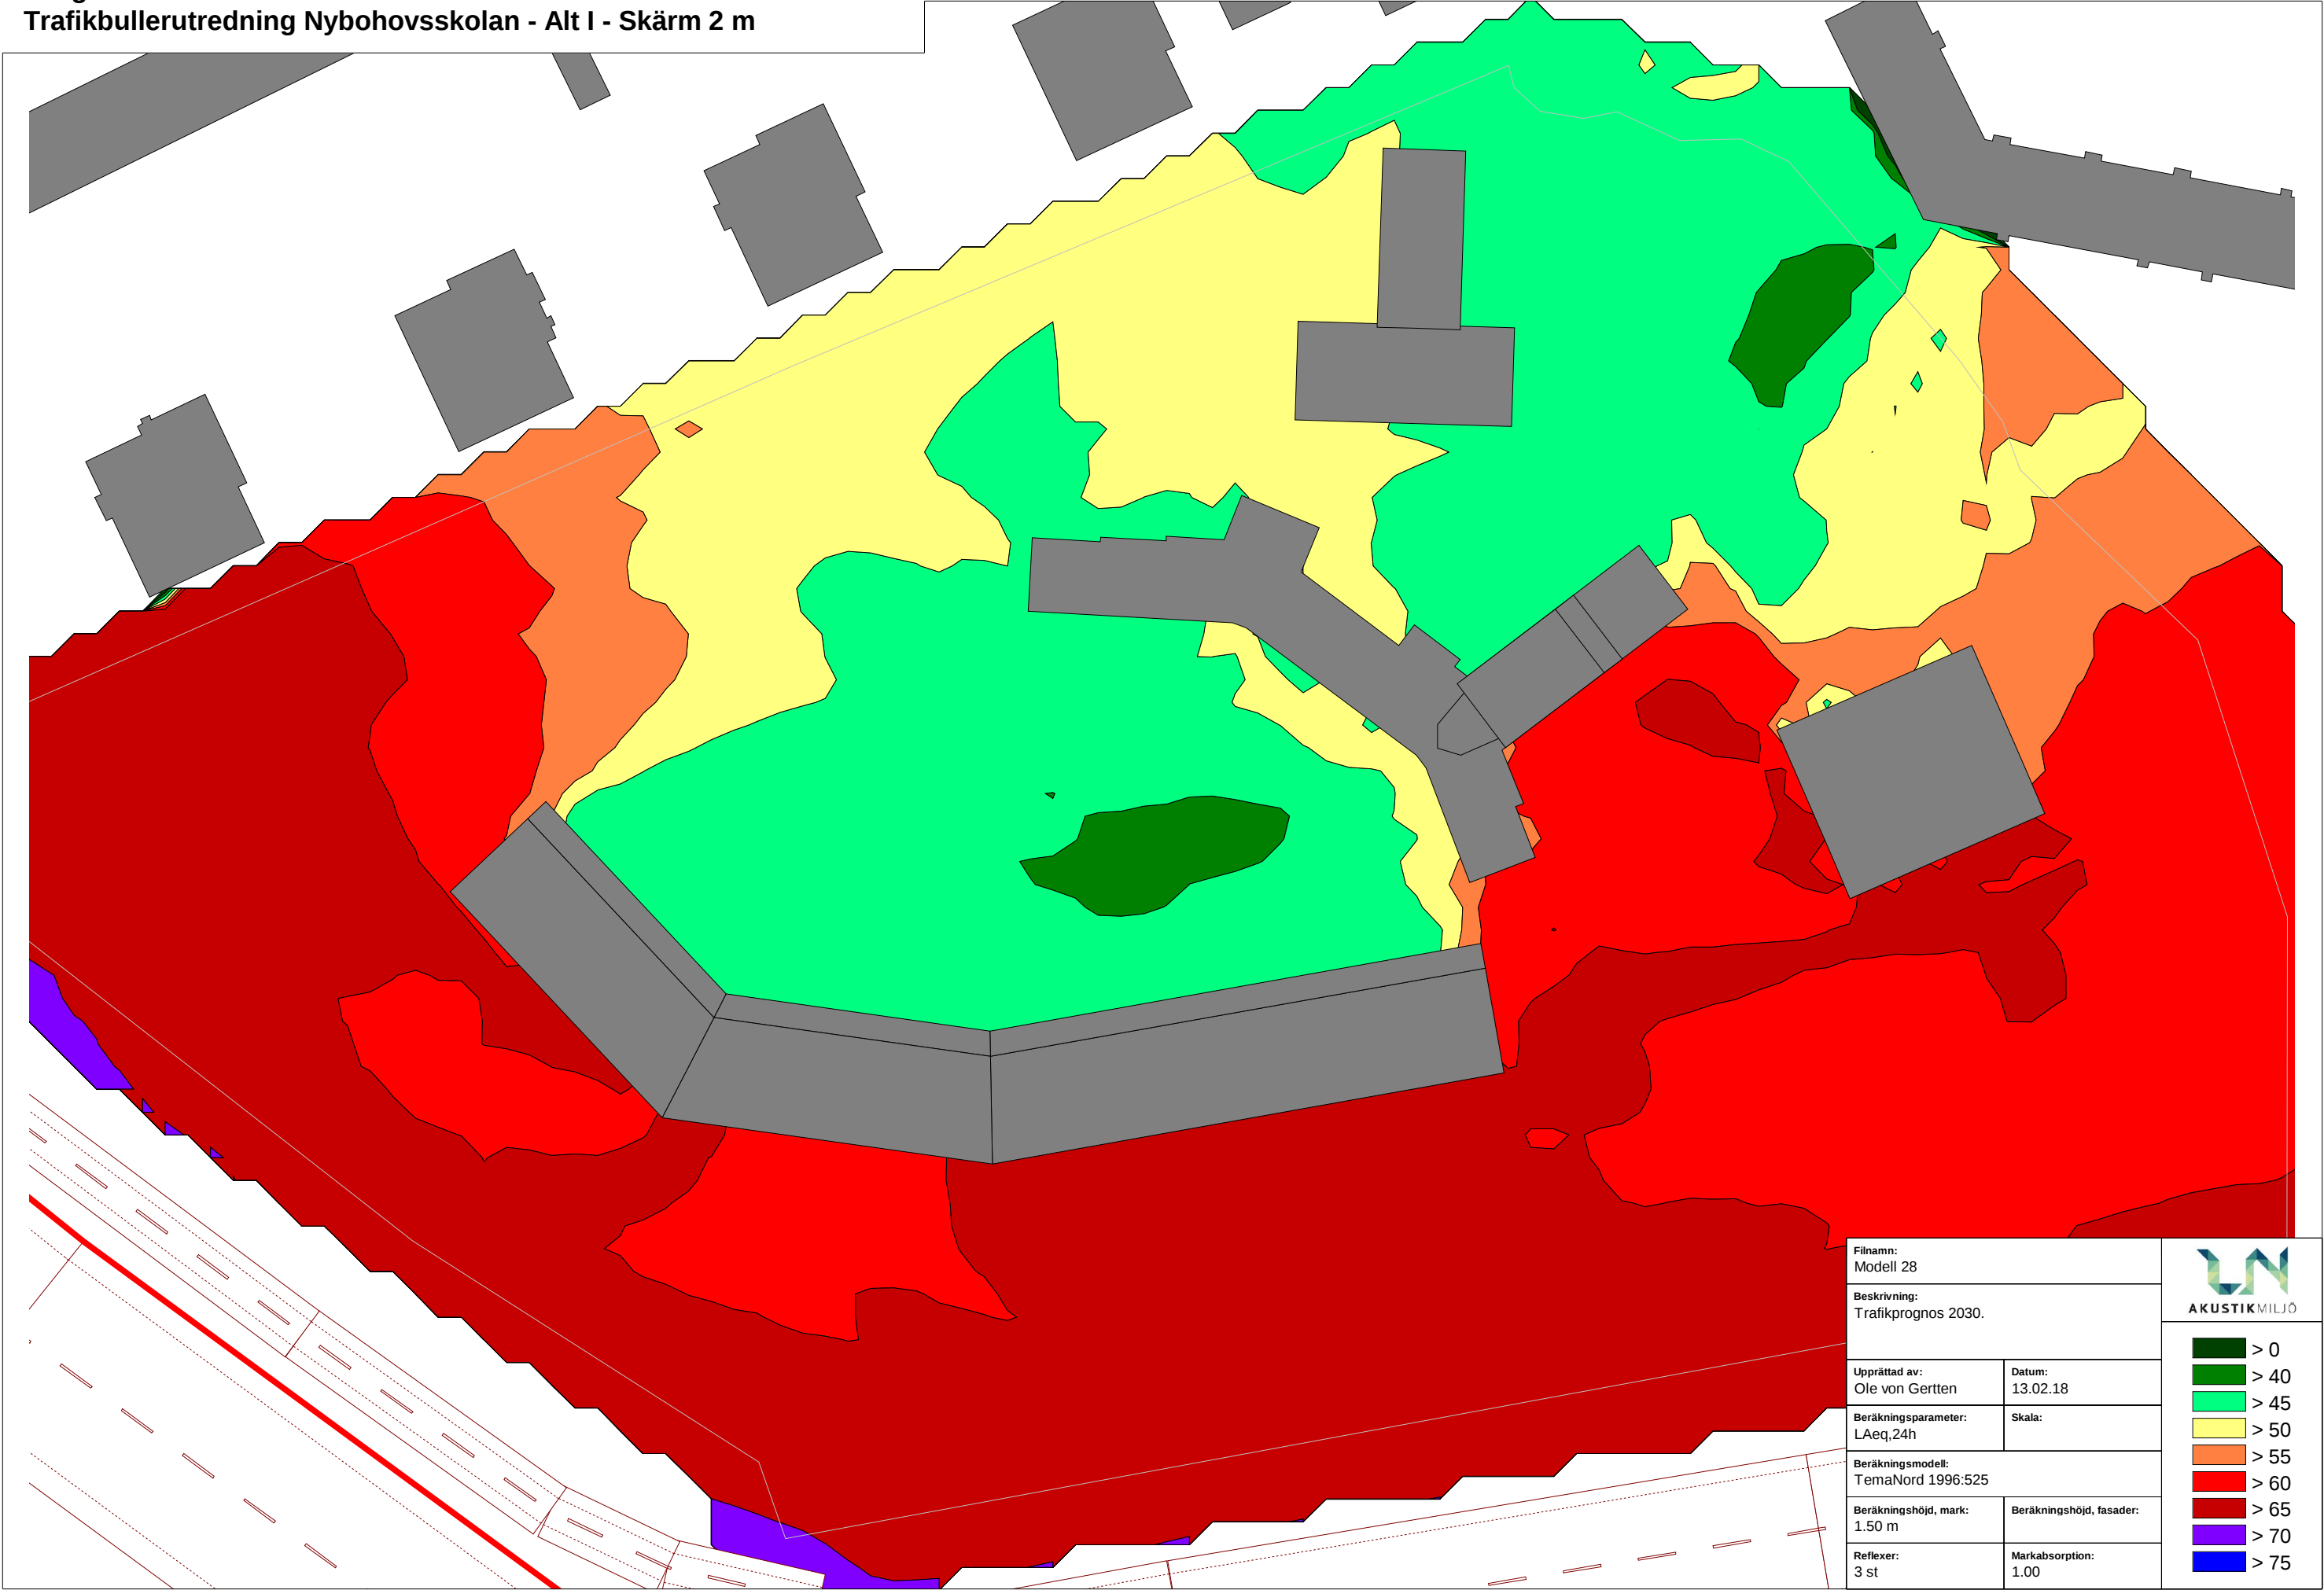 Trafikbullerutredning Nybohovsskolan - Alt I - Skärm 2 m
Filnamn:
Modell 28
Beskrivning:
Trafikprognos 2030.
Upprättad av:
Ole von Gertten
Datum:
13.02.18
Beräkningsparameter:
LAeq,24h
Skala:
Beräkningsmodell:
TemaNord 1996:525
Beräkningshöjd, mark:
1.50 m
Beräkningshöjd, fasader:
Reflexer:
3 st
Markabsorption:
1.00
AKUSTIKMILJÖ
> 0
> 40
> 45
> 50
> 55
> 60
> 65
> 70
> 75